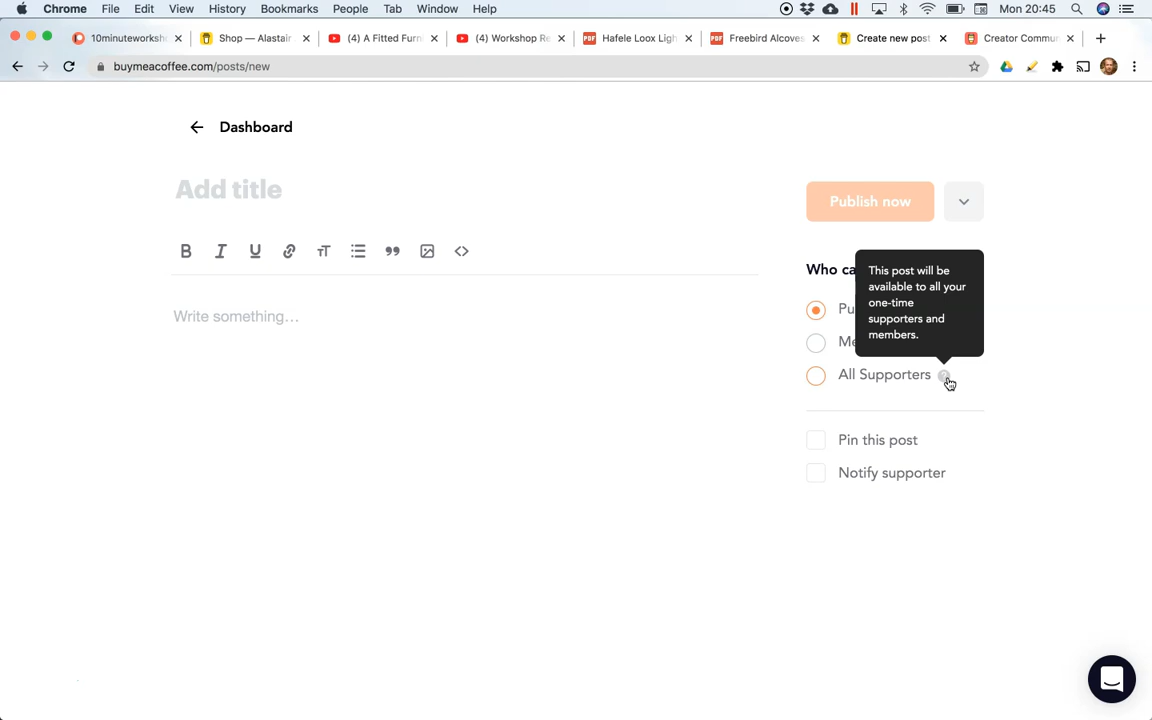 Chrome File Edit View History Bookmarks People Tab Window Help Mon 20:45
10minuteworksh
Shop — Alastair
(4) A Fitted Furn
(4) Workshop Re
Hafele Loox Ligh
Freebird Alcoves
Create new post
Creator Commun
buymeacoffee.com/posts/new
Dashboard
Add title
Publish now
B I U TT
Who ca
This post will be
available to all your
one-time
supporters and
members.
Pu
Me
Write something...
All Supporters ?
Pin this post
Notify supporter